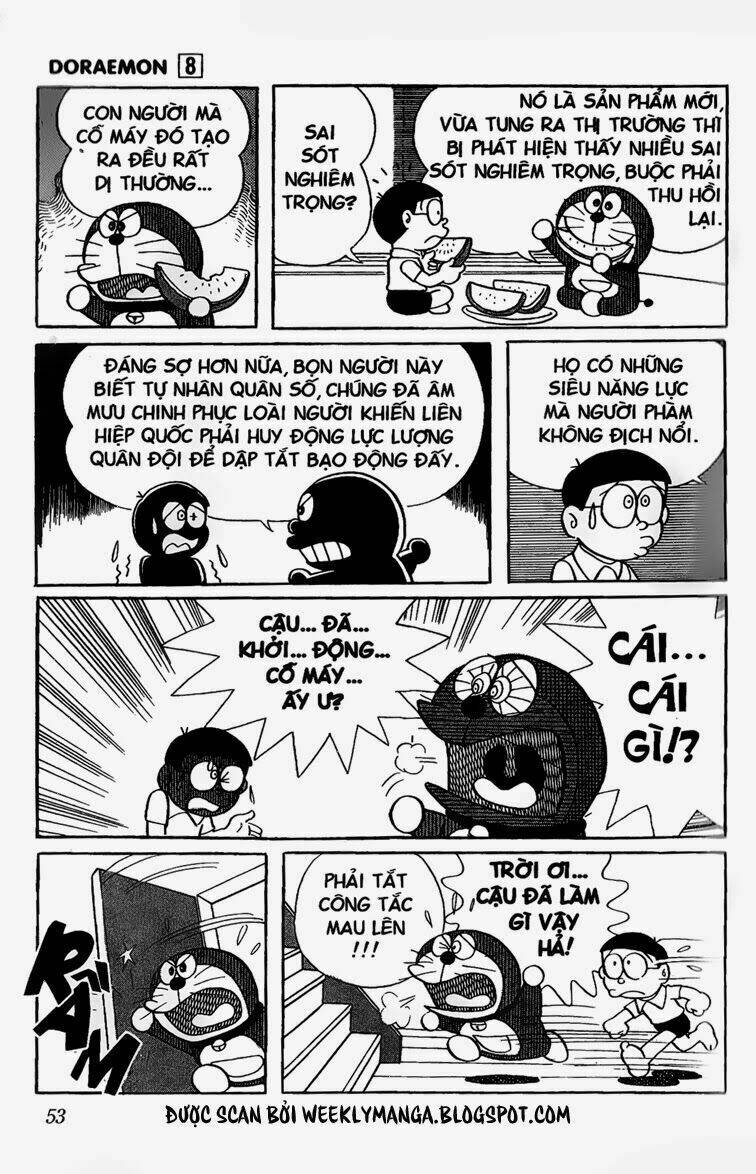 DORAEMON 8
NÓ LÀ SẢN PHẨM MỚI,
VỪA TUNG RA THỊ TRƯỜNG THÌ
BỊ PHÁT HIỆN THẤY NHIỀU SAI
SÓT NGHIÊM TRỌNG, BUỘC PHẢI
THU HỒI
LẠI.
SAI
SÓT
NGHIÊM
TRỌNG?
CON NGƯỜI MÀ
CỖ MÁY ĐÓ TẠO
RA ĐỀU RẤT
DỊ THƯỜNG...
HỌ CÓ NHỮNG
SIÊU NĂNG LỰC
MÀ NGƯỜI PHÀM
KHÔNG ĐỊCH NỔI.
ĐÁNG SỢ HƠN NỮA, BỌN NGƯỜI NÀY
BIẾT TỰ NHÂN QUÂN SỐ, CHÚNG ĐÃ ÂM
MƯU CHINH PHỤC LOÀI NGƯỜI KHIẾN LIÊN
HIỆP QUỐC PHẢI HUY ĐỘNG LỰC LƯỢNG
QUÂN ĐỘI ĐỂ DẬP TẮT BẠO ĐỘNG ĐẤY.
CÁI...
CÁI
GÌ!?
CẬU... ĐÃ...
KHỞI... ĐỘNG...
CỖ MÁY...
ẤY Ư?
TRỜI ƠI...
CẬU ĐÃ LÀM
GÌ VẬY
HẢ!
PHẢI TẮT
CÔNG TẮC
MAU LÊN
!!!
RẦM
53
ĐƯỢC SCAN BỞI WEEKLYMANGA.BLOGSPOT.COM